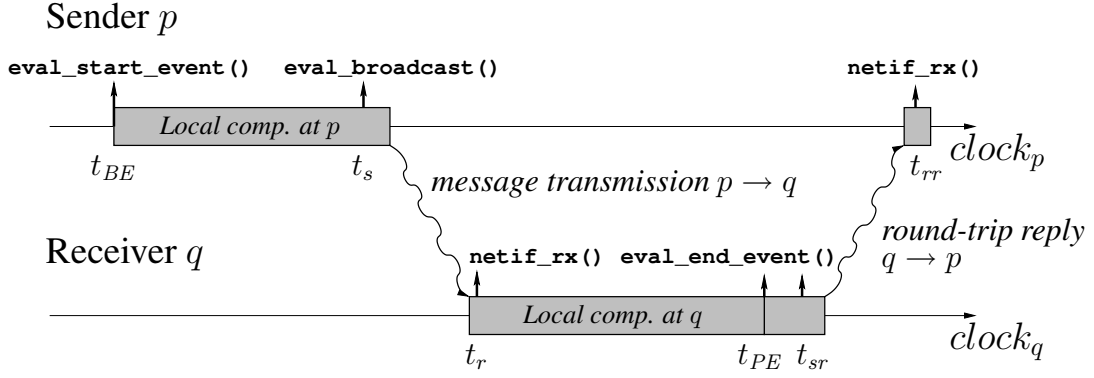 Sender p
eval_start_event() eval_broadcast() netif_rx()
Local comp. at p
t_BE t_s t_rr clock_p
message transmission p → q
round-trip reply
q → p
Receiver q
netif_rx() eval_end_event()
Local comp. at q
t_r t_PE t_sr clock_q